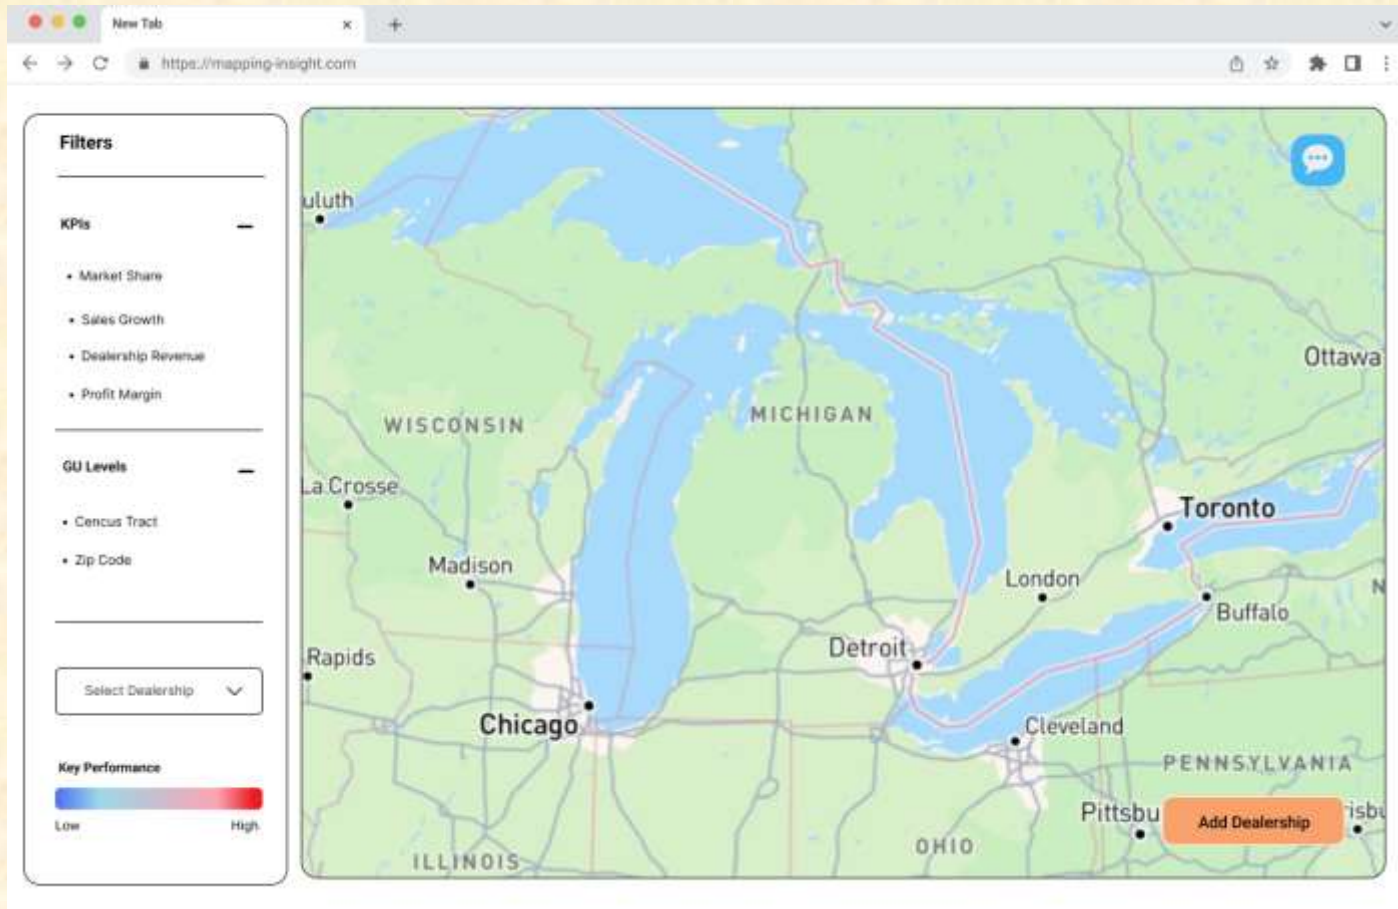 New Tab
https://mapping-insight.com
Filters
KPIs
• Market Share
• Sales Growth
• Dealership Revenue
• Profit Margin
GU Levels
• Cencus Tract
• Zip Code
Select Dealership
Key Performance
Low High
uluth
Ottawa
WISCONSIN
MICHIGAN
La Crosse
Toronto
Madison
London
Buffalo
N
Detroit
Rapids
Chicago
Cleveland
PENNSYLVANIA
Pittsbu
Add Dealership
isbu
OHIO
ILLINOIS